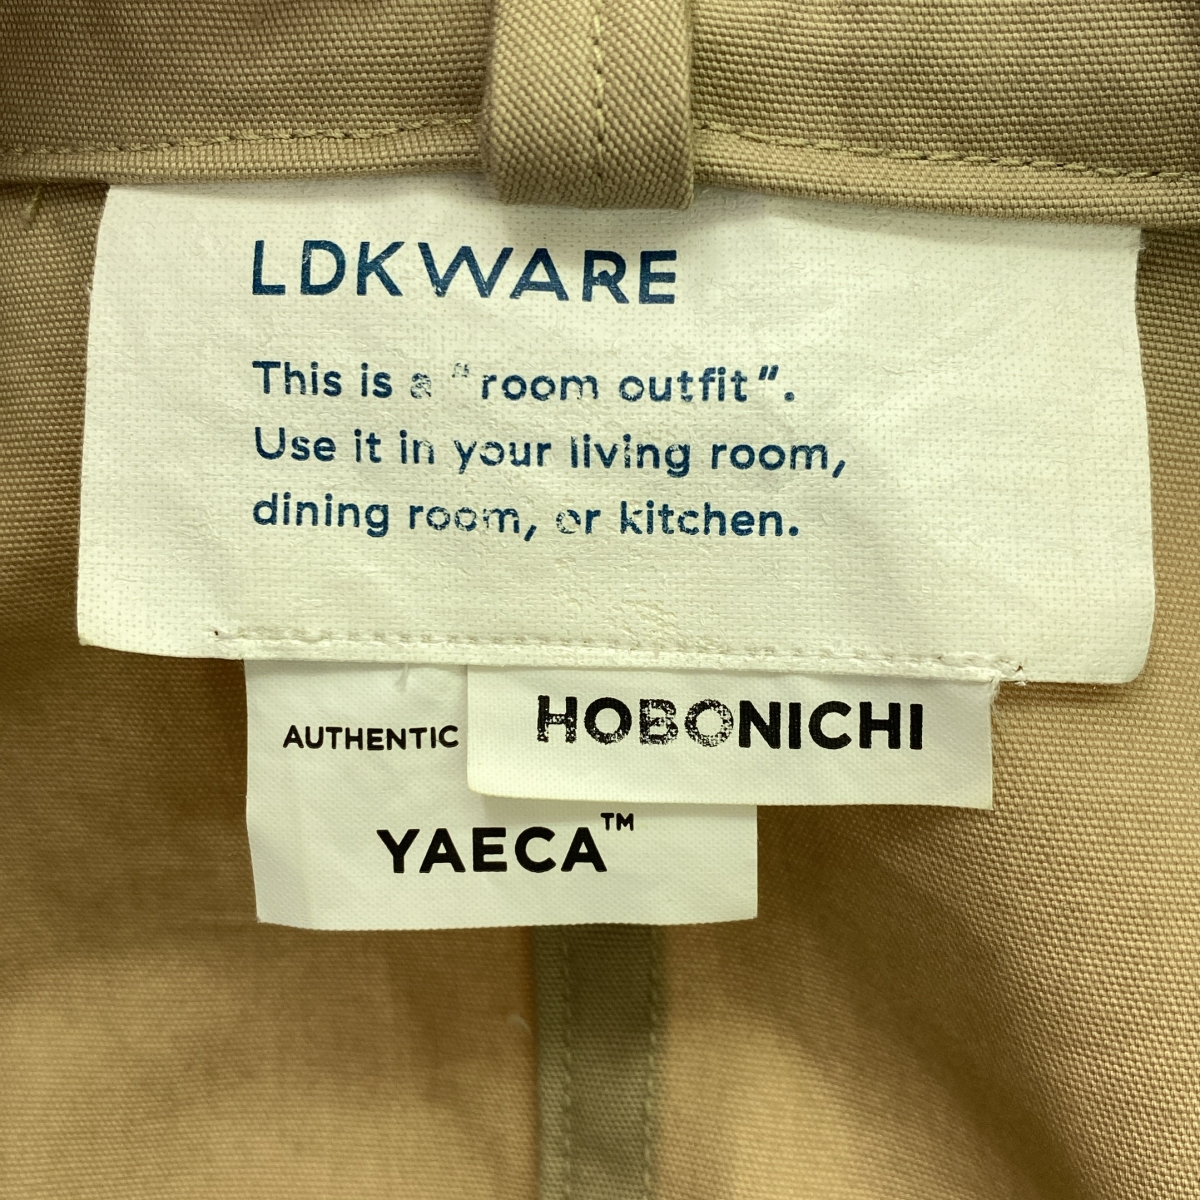 LDKWARE
This is a "room outfit".
Use it in your living room,
dining room, or kitchen.
HOBONICHI
AUTHENTIC
YAECA™